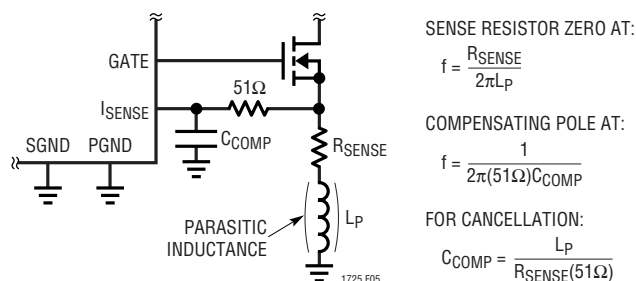 GATE
51Ω
ISENSE
SGND PGND
CCOMP
RSENSE
PARASITIC
INDUCTANCE
LP
1725 F05
SENSE RESISTOR ZERO AT:
f = RSENSE / 2πLP
COMPENSATING POLE AT:
f = 1 / 2π(51Ω)CCOMP
FOR CANCELLATION:
CCOMP = LP / RSENSE(51Ω)